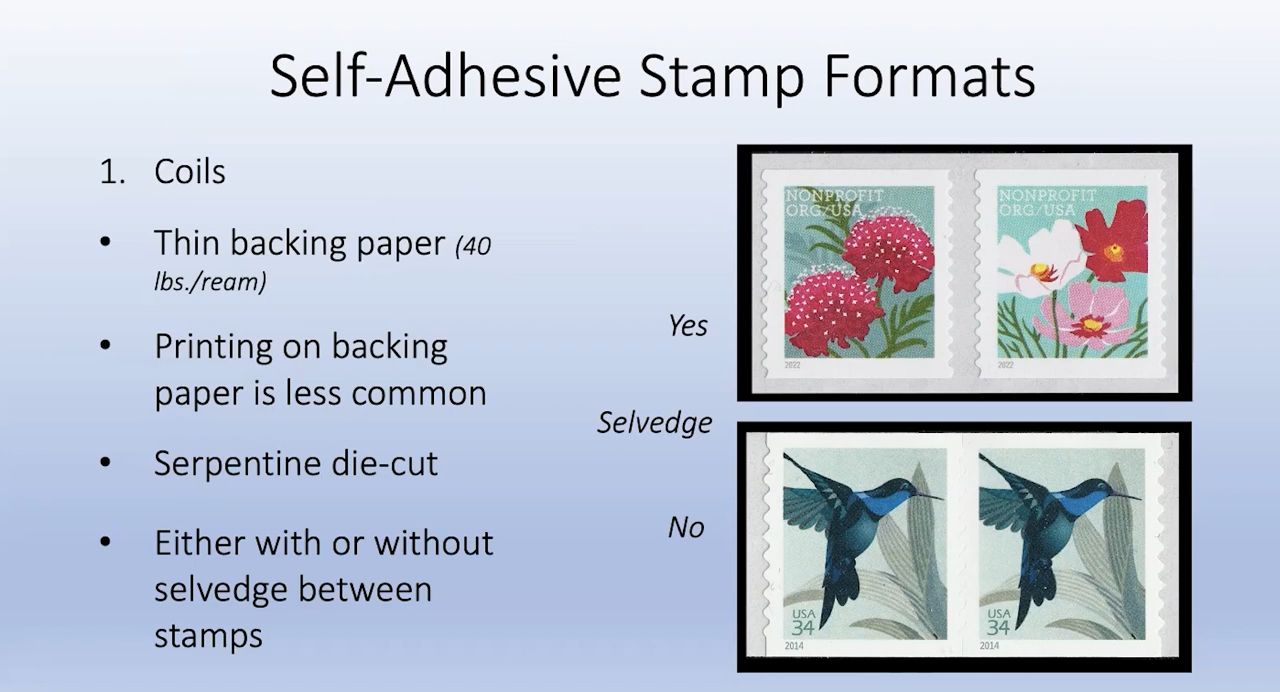 Self-Adhesive Stamp Formats
1. Coils
• Thin backing paper (40
lbs./ream)
• Printing on backing
paper is less common
• Serpentine die-cut
• Either with or without
selvedge between
stamps
Yes
Selvedge
No
NONPROFIT
ORG/USA
2022
NONPROFIT
ORG/USA
2022
USA
34
2014
USA
34
2014